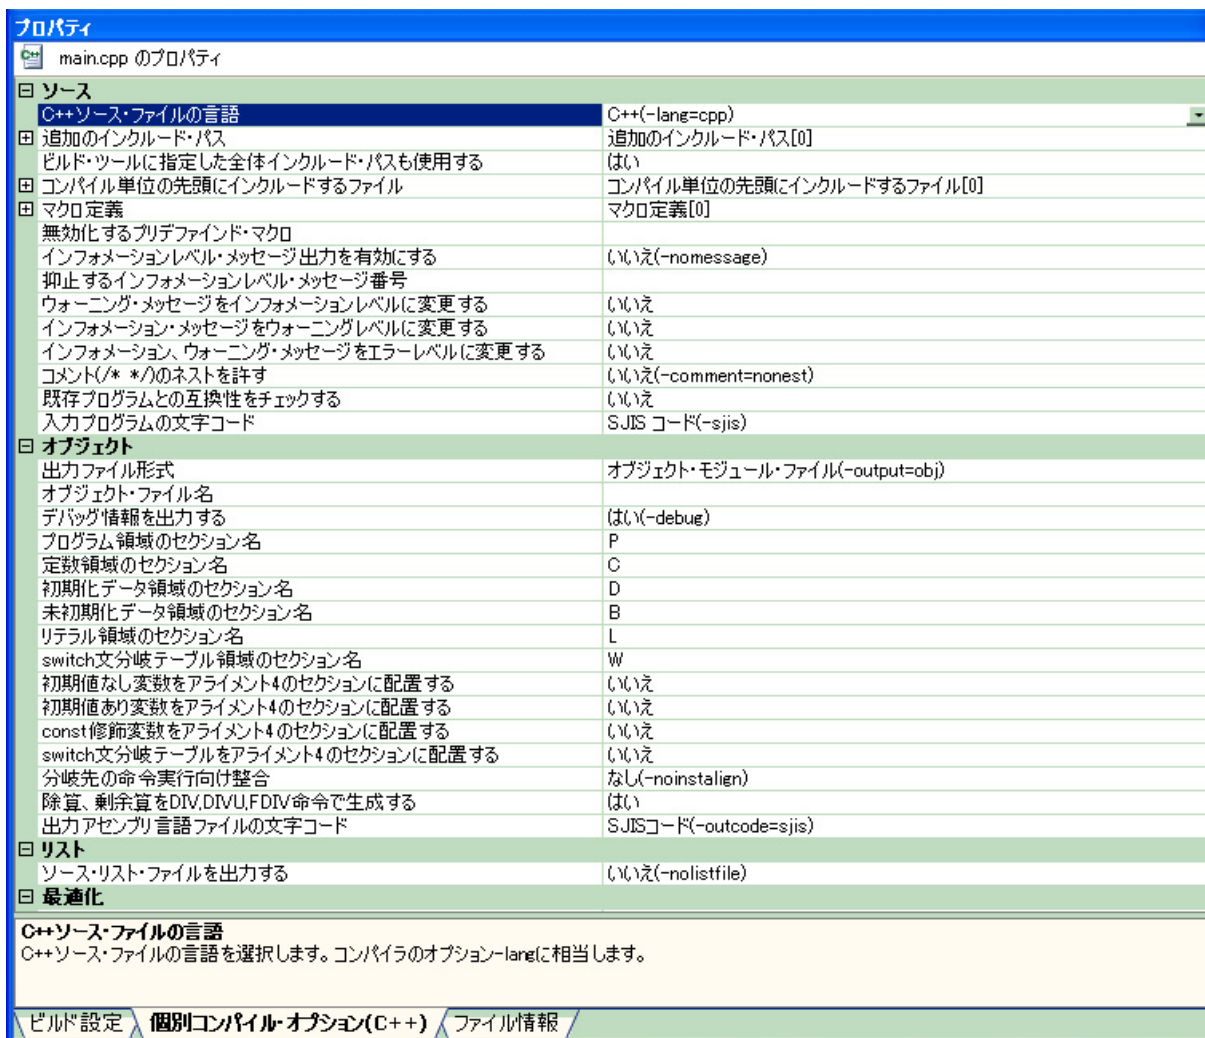 プロパティ
C++ main.cpp のプロパティ
ソース
C++ソース・ファイルの言語 C++(-lang=cpp)
追加のインクルード・パス 追加のインクルード・パス[0]
ビルド・ツールに指定した全体インクルード・パスも使用する はい
コンパイル単位の先頭にインクルードするファイル コンパイル単位の先頭にインクルードするファイル[0]
マクロ定義 マクロ定義[0]
無効化するプリデファインド・マクロ
インフォメーションレベル・メッセージ出力を有効にする いいえ(-nomessage)
抑止するインフォメーションレベル・メッセージ番号
ウォーニング・メッセージをインフォメーションレベルに変更する いいえ
インフォメーション・メッセージをウォーニングレベルに変更する いいえ
インフォメーション、ウォーニング・メッセージをエラーレベルに変更する いいえ
コメント(/* */)のネストを許す いいえ(-comment=nonest)
既存プログラムとの互換性をチェックする いいえ
入力プログラムの文字コード SJIS コード(-sjis)
オブジェクト
出力ファイル形式 オブジェクト・モジュール・ファイル(-output=obj)
オブジェクト・ファイル名
デバッグ情報を出力する はい(-debug)
プログラム領域のセクション名 P
定数領域のセクション名 C
初期化データ領域のセクション名 D
未初期化データ領域のセクション名 B
リテラル領域のセクション名 L
switch文分岐テーブル領域のセクション名 W
初期値なし変数をアライメント4のセクションに配置する いいえ
初期値あり変数をアライメント4のセクションに配置する いいえ
const修飾変数をアライメント4のセクションに配置する いいえ
switch文分岐テーブルをアライメント4のセクションに配置する いいえ
分岐先の命令実行向け整合 なし(-noinstalign)
除算、剰余算をDIV,DIVU,FDIV命令で生成する はい
出力アセンブリ言語ファイルの文字コード SJISコード(-outcode=sjis)
リスト
ソース・リスト・ファイルを出力する いいえ(-nolistfile)
最適化
C++ソース・ファイルの言語
C++ソース・ファイルの言語を選択します。コンパイラのオプション-langに相当します。
ビルド設定 個別コンパイル・オプション(C++) ファイル情報